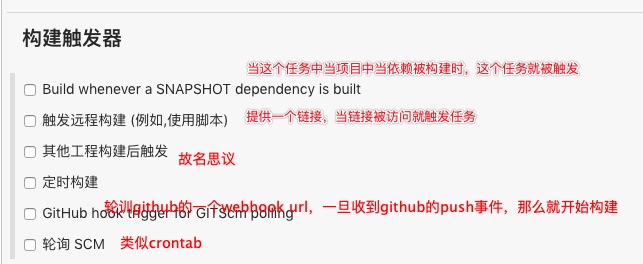 构建触发器
当这个任务中当项目中当依赖被构建时，这个任务就被触发
Build whenever a SNAPSHOT dependency is built
触发远程构建 (例如,使用脚本)
提供一个链接，当链接被访问就触发任务
其他工程构建后触发
故名思议
定时构建
轮训github的一个webhook url，一旦收到github的push事件，那么就开始构建
GitHub hook trigger for GITScm polling
轮询 SCM
类似crontab